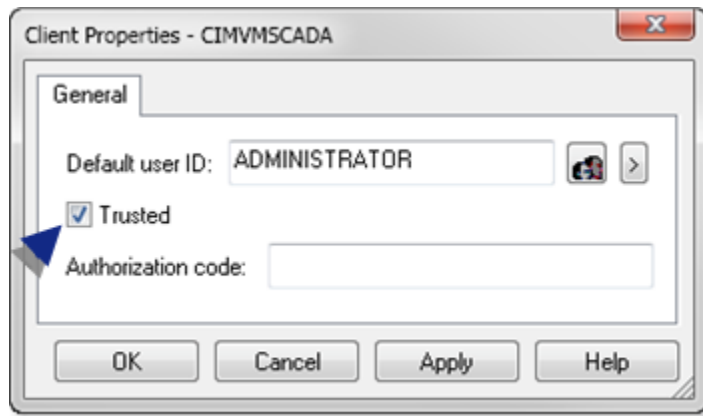 Client Properties - CIMVMSCADA
General
Default user ID: ADMINISTRATOR >
Trusted
Authorization code:
OK Cancel Apply Help